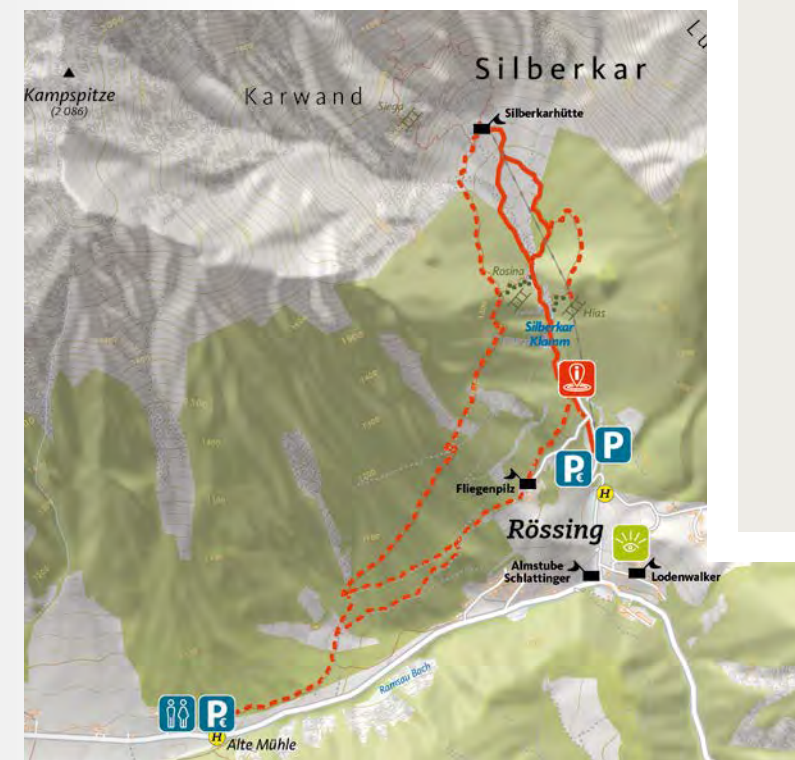 Silberkar
Kampspitze
(2 086)
Karwand
Siega
Silberkarhütte
Rosina
Hias
Silberkar
Klamm
i
P
P€
Fliegenpilz
H
Rössing
Almstube
Schlattinger
Lodenwalker
Ramsau Bach
P€
H
Alte Mühle